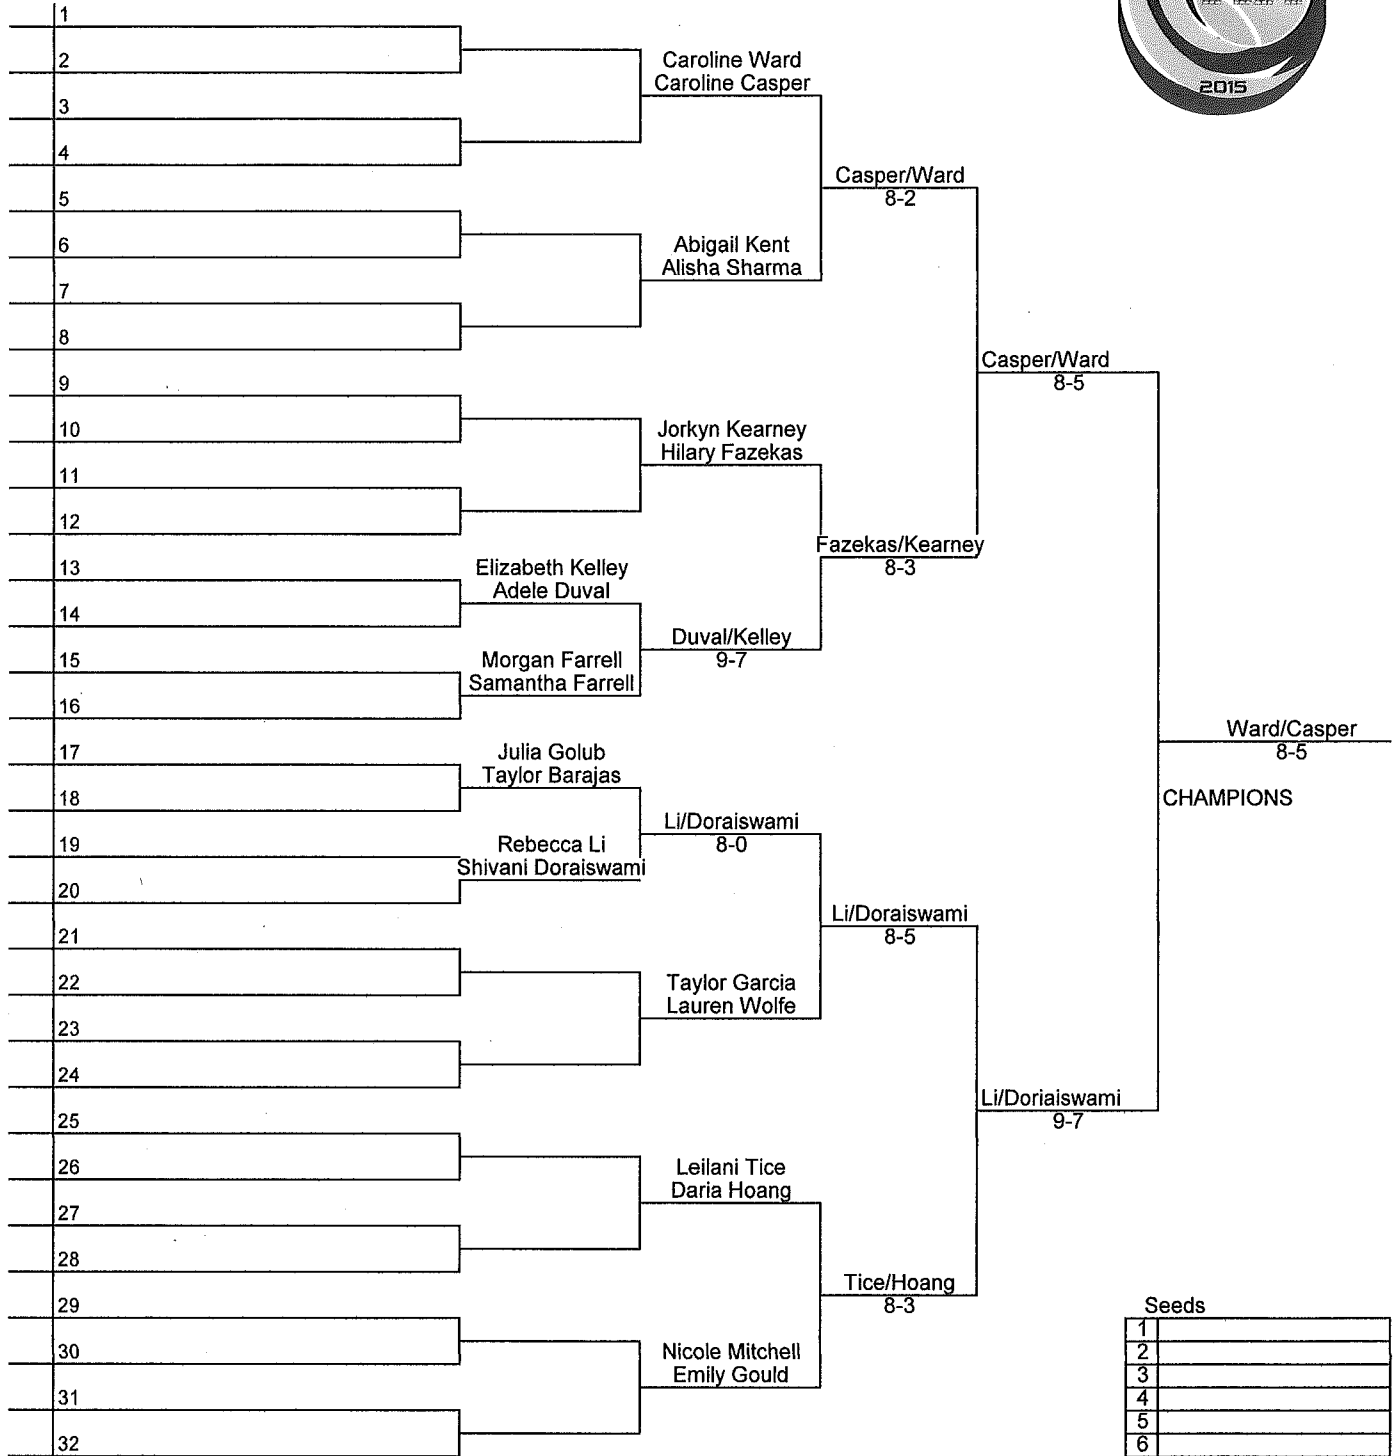 2015
1
2
3
4
5
6
7
8
9
10
11
12
13
14
15
16
17
18
19
20
21
22
23
24
25
26
27
28
29
30
31
32
Elizabeth Kelley
Adele Duval
Morgan Farrell
Samantha Farrell
Julia Golub
Taylor Barajas
Rebecca Li
Shivani Doraiswami
Caroline Ward
Caroline Casper
Abigail Kent
Alisha Sharma
Jorkyn Kearney
Hilary Fazekas
Duval/Kelley
9-7
Li/Doraiswami
8-0
Taylor Garcia
Lauren Wolfe
Leilani Tice
Daria Hoang
Nicole Mitchell
Emily Gould
Casper/Ward
8-2
Fazekas/Kearney
8-3
Li/Doraiswami
8-5
Tice/Hoang
8-3
Casper/Ward
8-5
Li/Doriaiswami
9-7
Ward/Casper
8-5
CHAMPIONS
Seeds
1
2
3
4
5
6